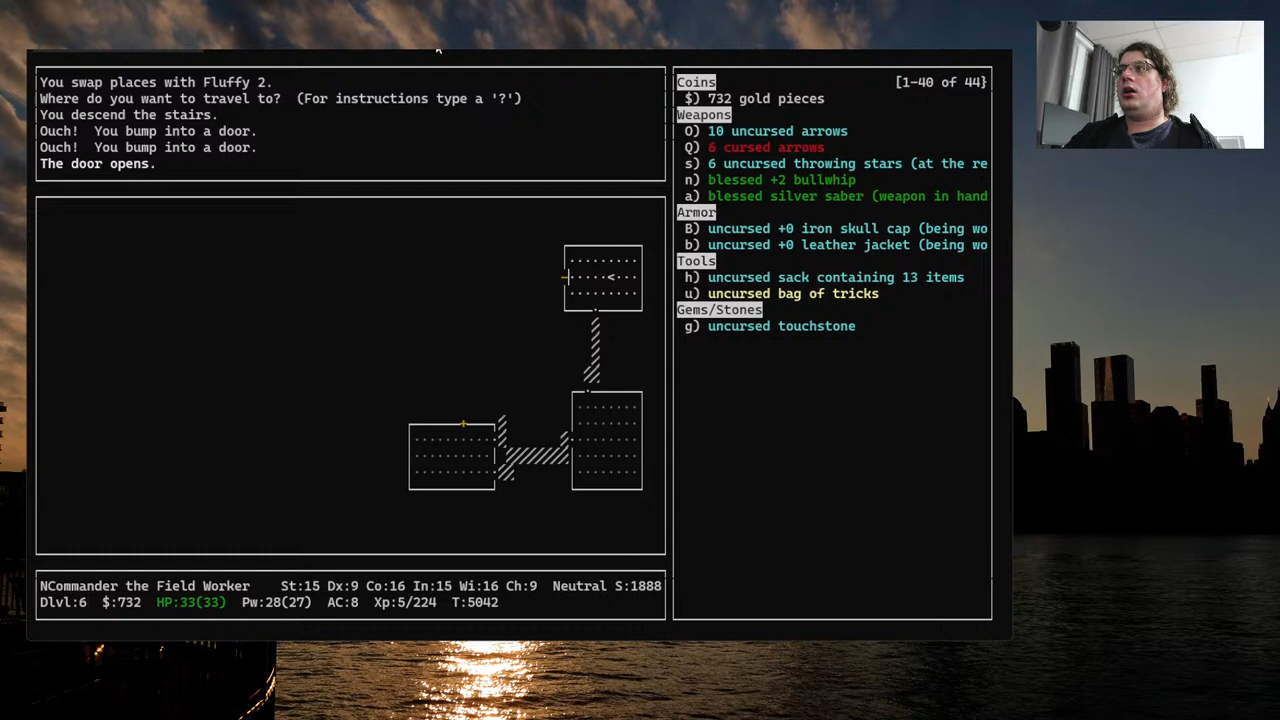 You swap places with Fluffy 2.
Where do you want to travel to?  (For instructions type a '?')
You descend the stairs.
Ouch!  You bump into a door.
Ouch!  You bump into a door.
The door opens.
<
NCommander the Field Worker    St:15 Dx:9 Co:16 In:15 Wi:16 Ch:9  Neutral S:1888
Dlvl:6  $:732  HP:33(33)  Pw:28(27)  AC:8  Xp:5/224  T:5042
Coins [1-40 of 44}
$) 732 gold pieces
Weapons
O) 10 uncursed arrows
Q) 6 cursed arrows
s) 6 uncursed throwing stars (at the re
n) blessed +2 bullwhip
a) blessed silver saber (weapon in hand
Armor
B) uncursed +0 iron skull cap (being wo
b) uncursed +0 leather jacket (being wo
Tools
h) uncursed sack containing 13 items
u) uncursed bag of tricks
Gems/Stones
g) uncursed touchstone